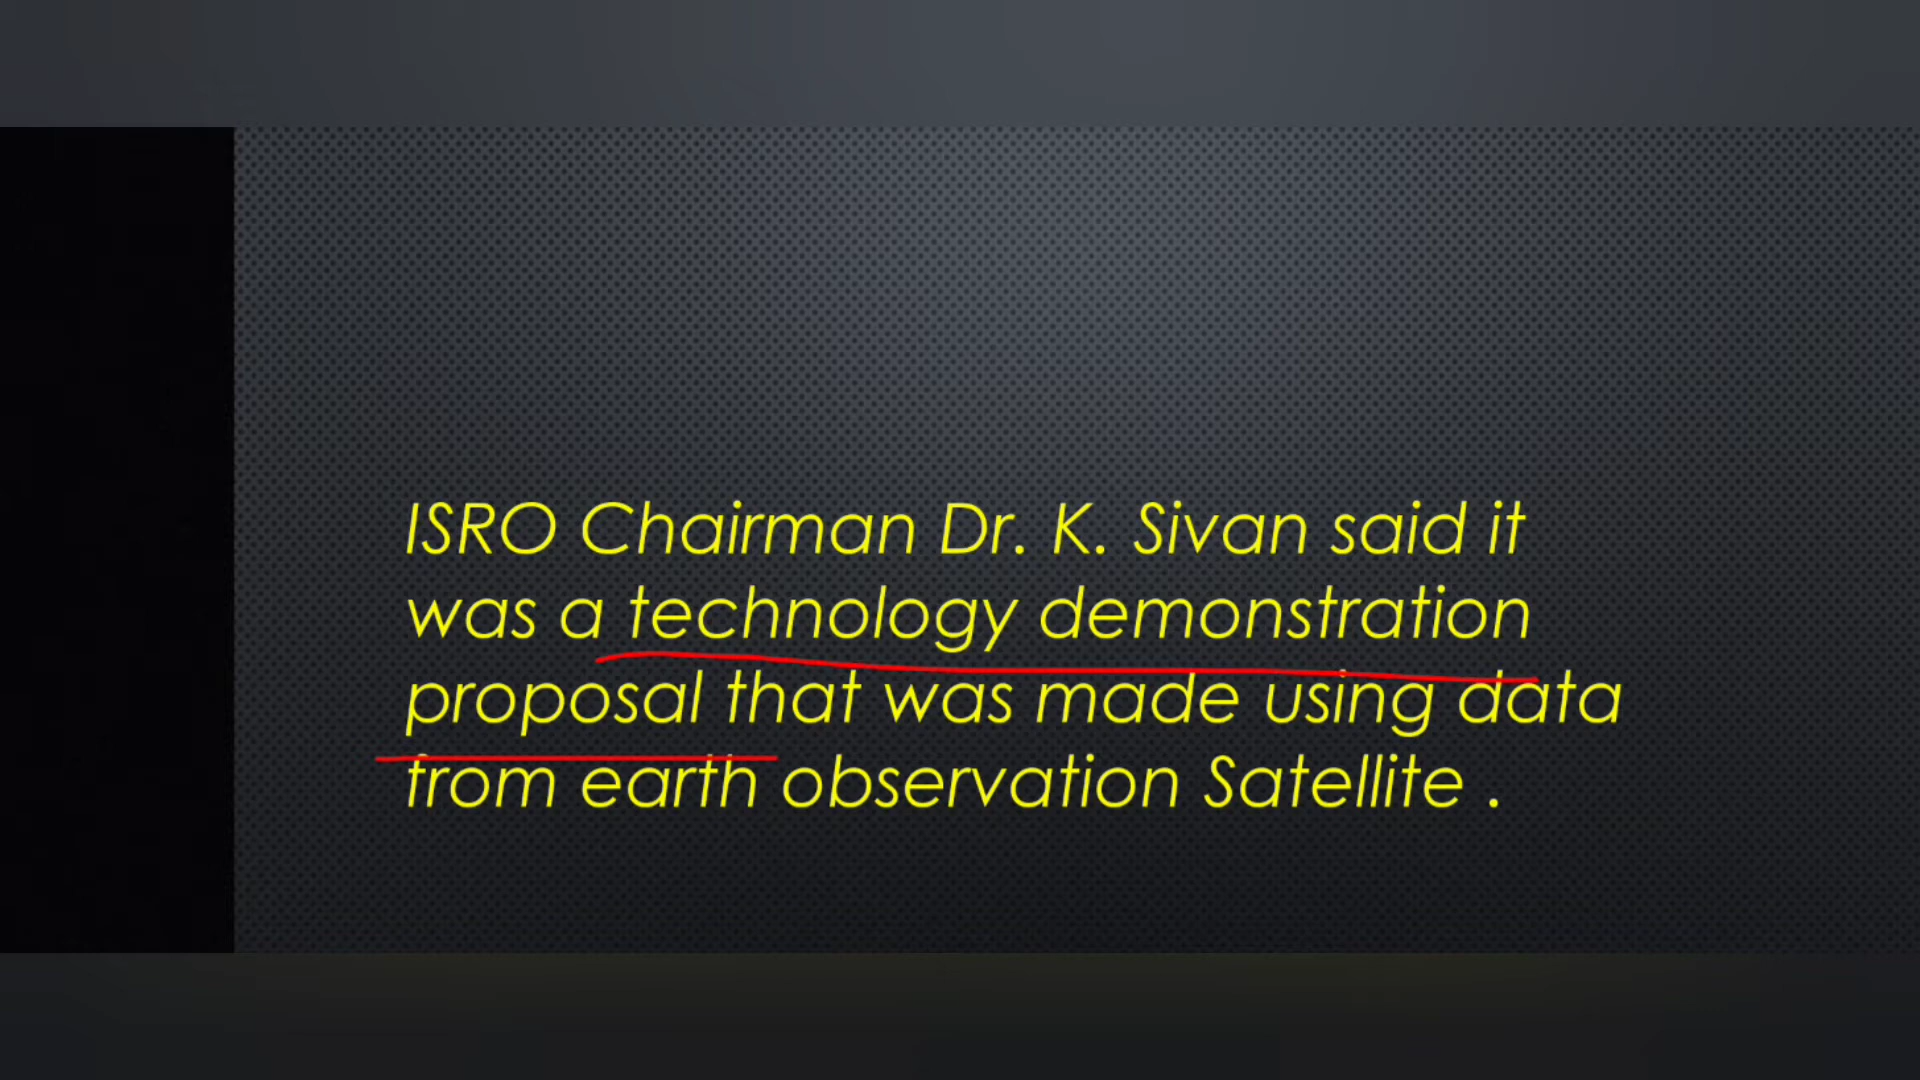 ISRO Chairman Dr. K. Sivan said it
was a technology demonstration
proposal that was made using data
from earth observation Satellite .